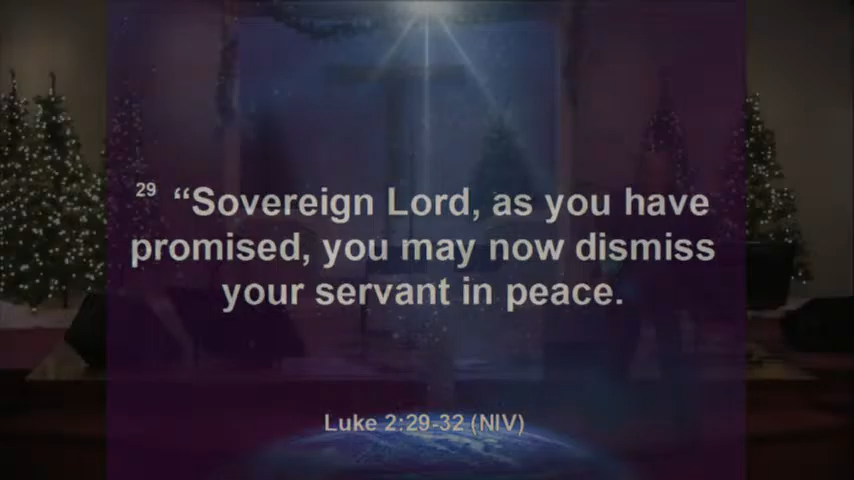 29 “Sovereign Lord, as you have
promised, you may now dismiss
your servant in peace.
Luke 2:29-32 (NIV)